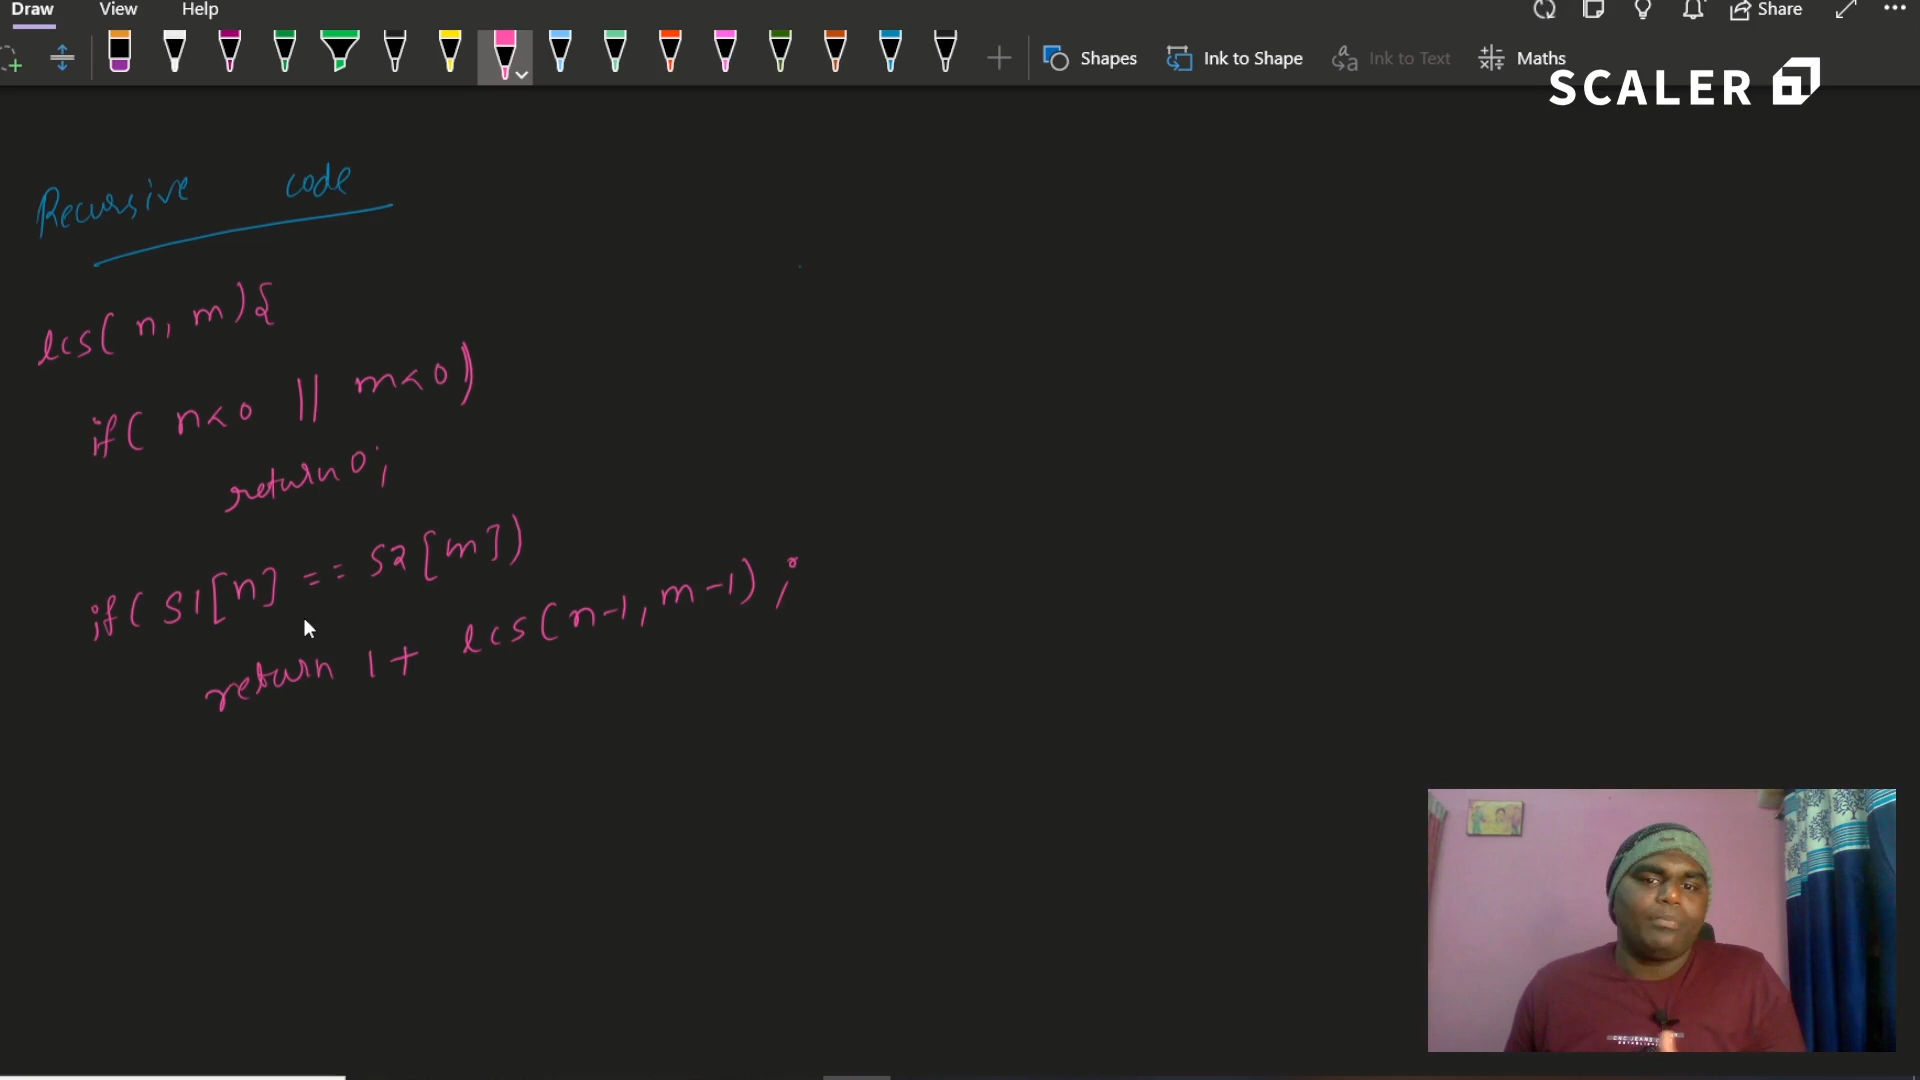 Draw View Help
Share
Shapes Ink to Shape Ink to Text Maths
SCALER
Recursive code
lcs( n, m){
if( n<0 || m<0)
return 0;
if( S1[n] == S2[m])
return 1 + lcs(n-1, m-1) ;